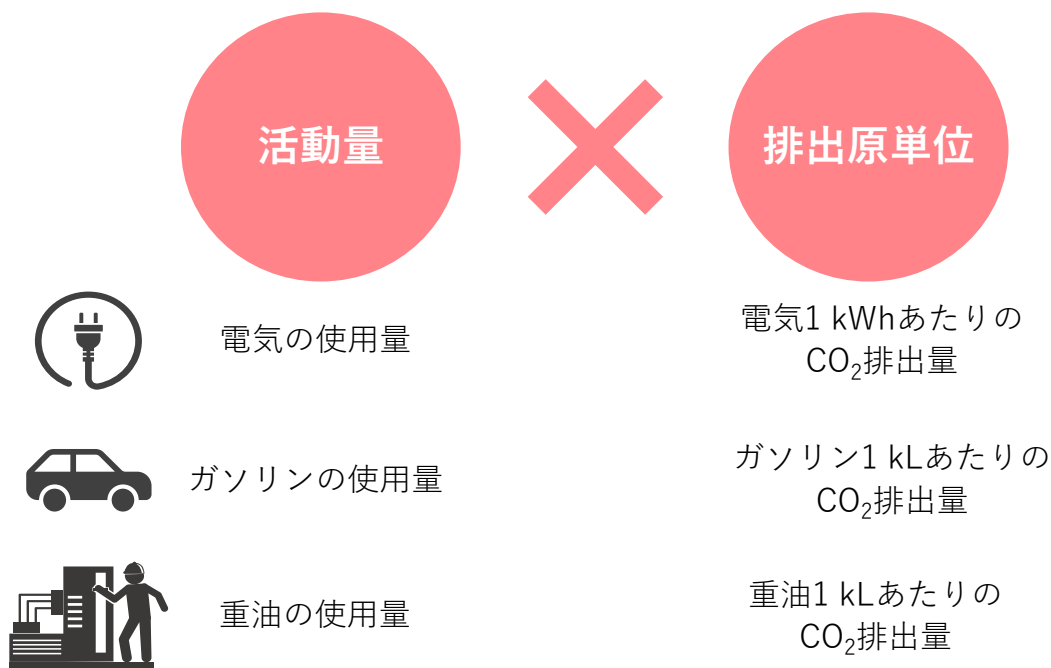 活動量
排出原単位
電気の使用量
電気1 kWhあたりの
CO₂排出量
ガソリンの使用量
ガソリン1 kLあたりの
CO₂排出量
重油の使用量
重油1 kLあたりの
CO₂排出量